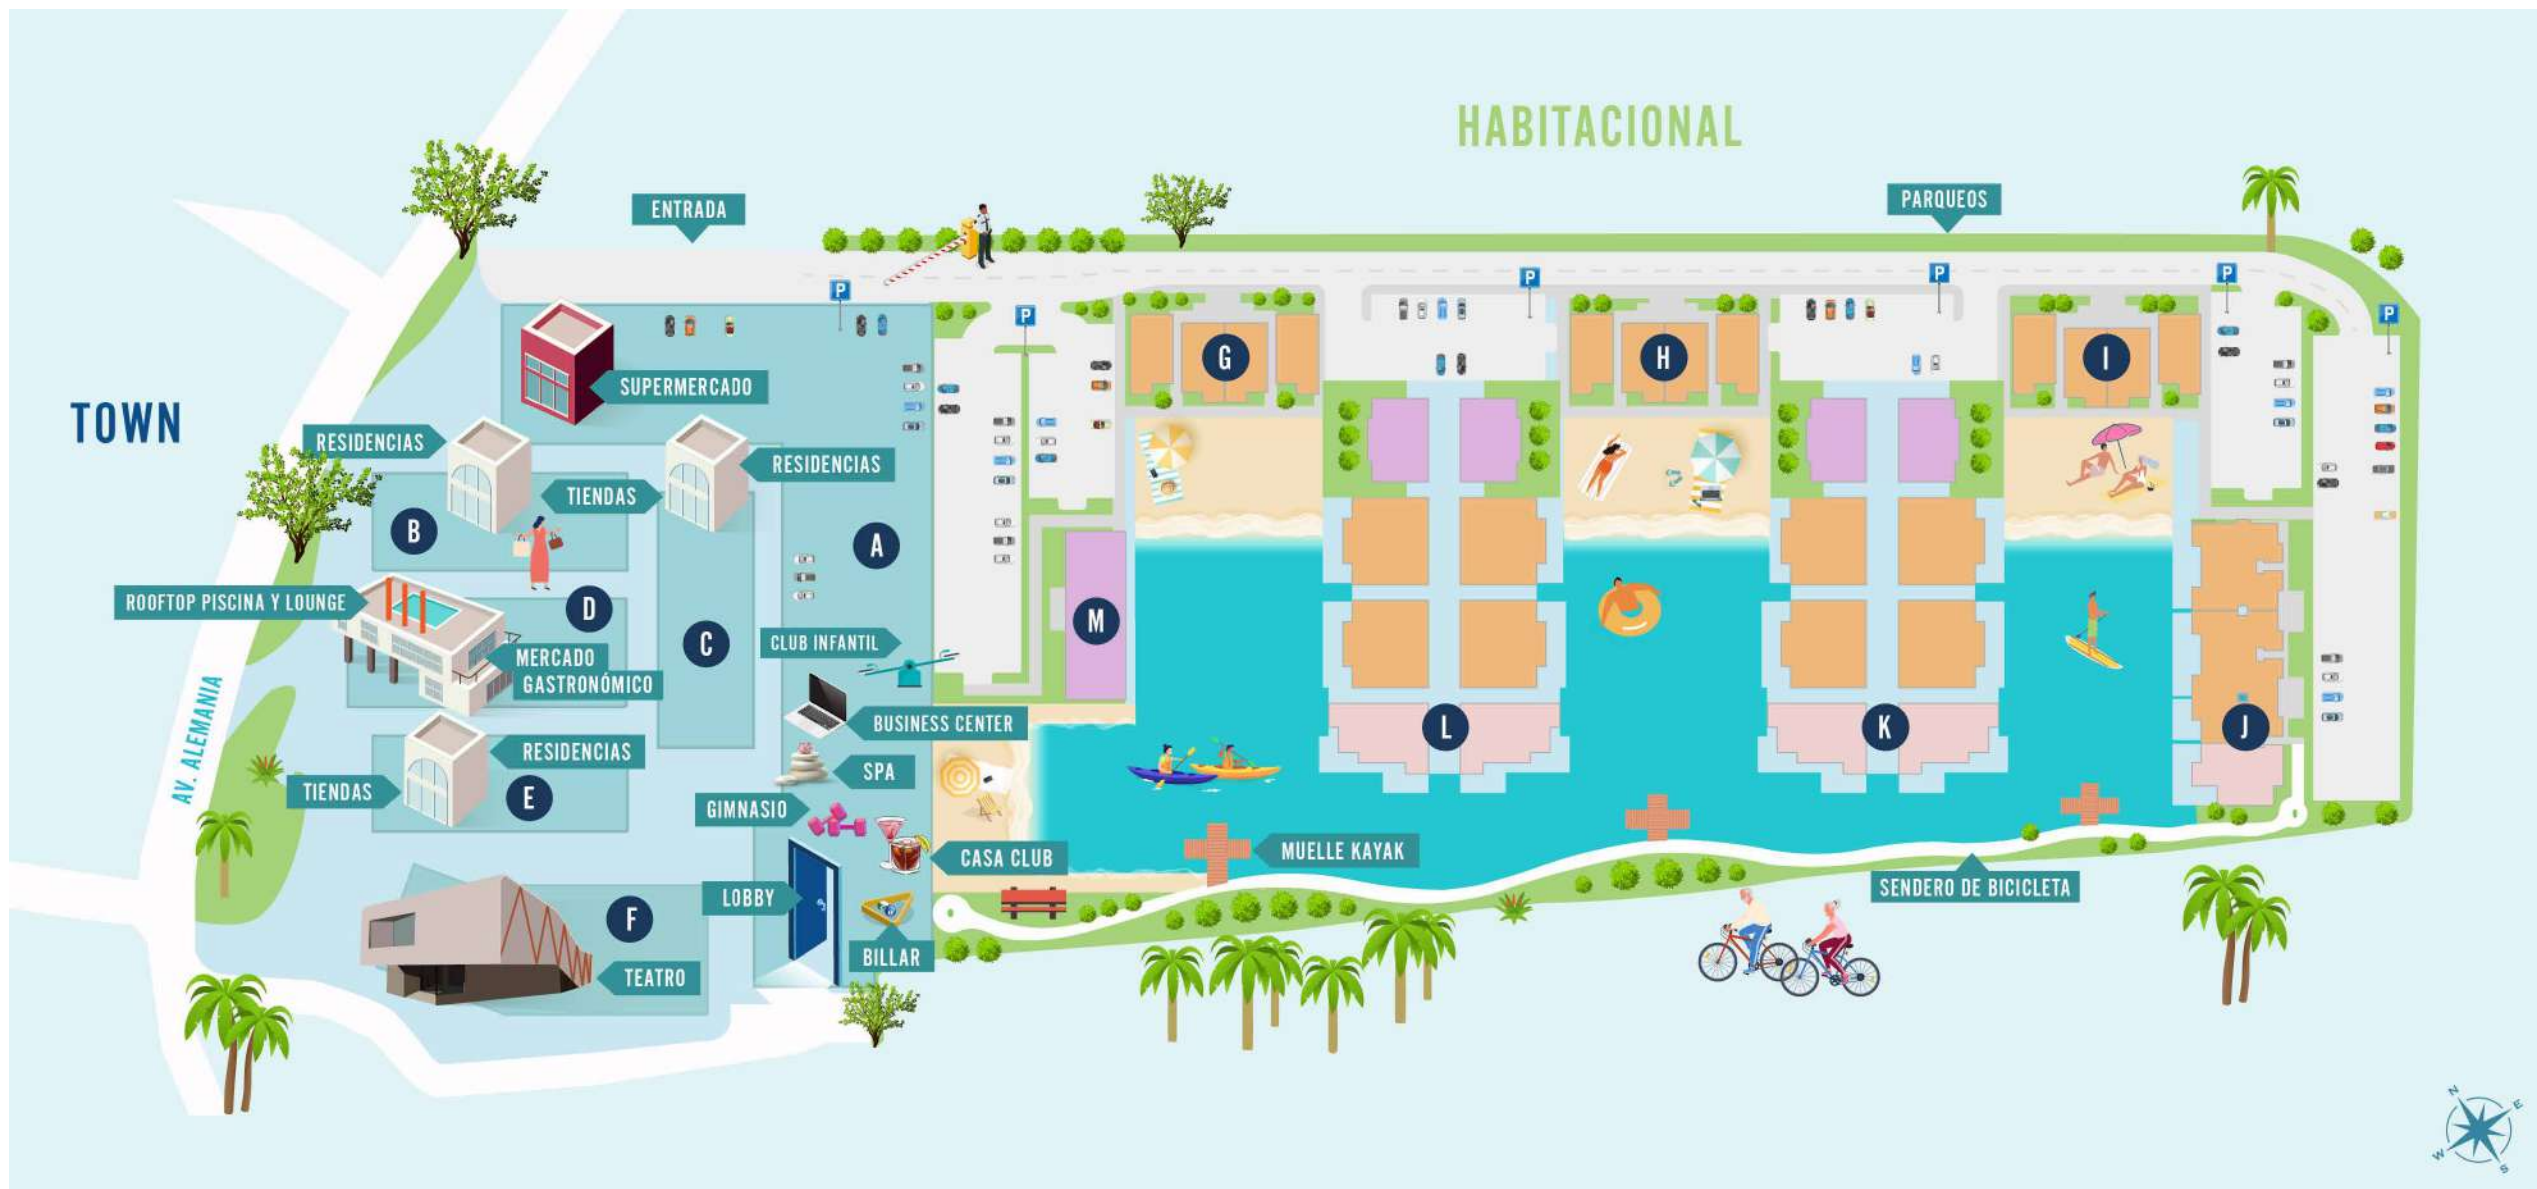 HABITACIONAL
ENTRADA
PARQUEOS
P
P
P
P
P
P
SUPERMERCADO
G
H
I
TOWN
RESIDENCIAS
RESIDENCIAS
TIENDAS
B
A
ROOFTOP PISCINA Y LOUNGE
D
C
M
CLUB INFANTIL
MERCADO
GASTRONÓMICO
AV. ALEMANIA
BUSINESS CENTER
L
K
J
RESIDENCIAS
SPA
TIENDAS
E
GIMNASIO
CASA CLUB
MUELLE KAYAK
LOBBY
SENDERO DE BICICLETA
F
BILLAR
TEATRO
N
E
W
S